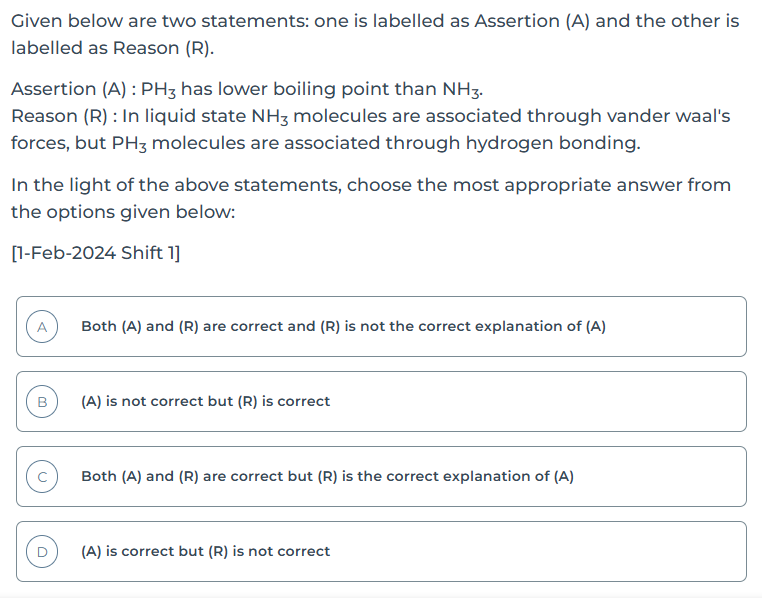 Given below are two statements: one is labelled as Assertion (A) and the other is
labelled as Reason (R).
Assertion (A) : PH₃ has lower boiling point than NH₃.
Reason (R) : In liquid state NH₃ molecules are associated through vander waal's
forces, but PH₃ molecules are associated through hydrogen bonding.
In the light of the above statements, choose the most appropriate answer from
the options given below:
[1-Feb-2024 Shift 1]
A Both (A) and (R) are correct and (R) is not the correct explanation of (A)
B (A) is not correct but (R) is correct
C Both (A) and (R) are correct but (R) is the correct explanation of (A)
D (A) is correct but (R) is not correct